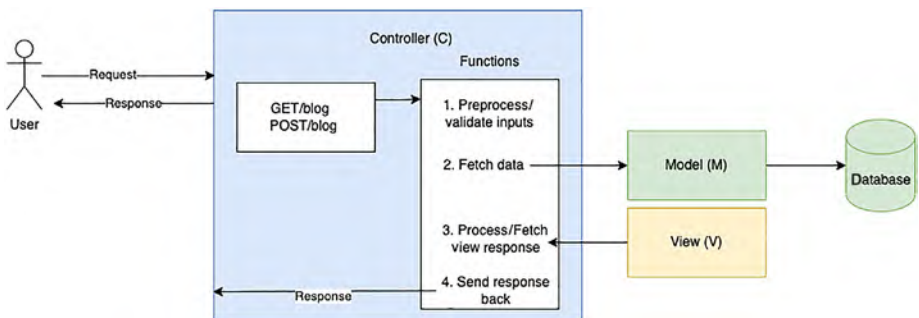 Controller (C)
Functions
Request
Response
User
GET/blog
POST/blog
1. Preprocess/
validate inputs
2. Fetch data
3. Process/Fetch
view response
4. Send response
back
Response
Model (M)
Database
View (V)